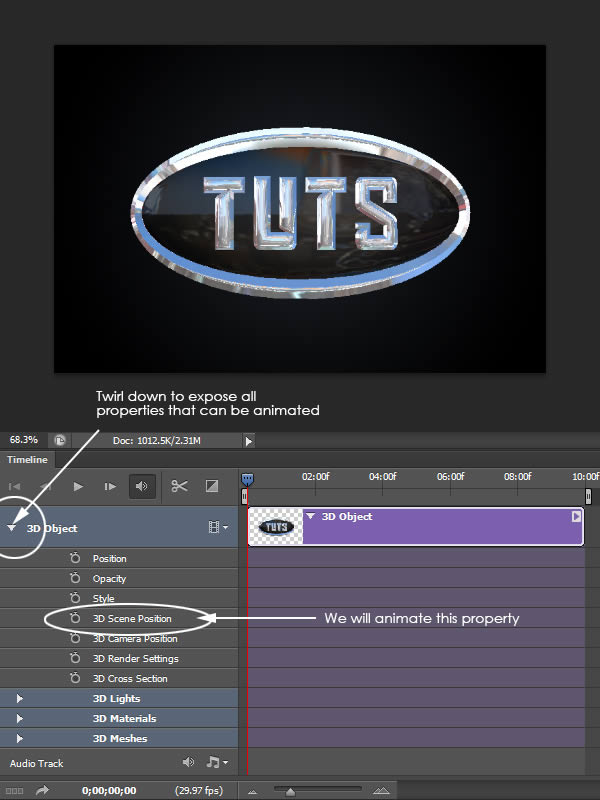 TUTS
Twirl down to expose all
properties that can be animated
68.3%
Doc: 1012.5K/2.31M
Timeline
02:00f 04:00f 06:00f 08:00f 10:00f
3D Object
TUTS
3D Object
Position
Opacity
Style
3D Scene Position
We will animate this property
3D Camera Position
3D Render Settings
3D Cross Section
3D Lights
3D Materials
3D Meshes
Audio Track
0;00;00;00
(29.97 fps)